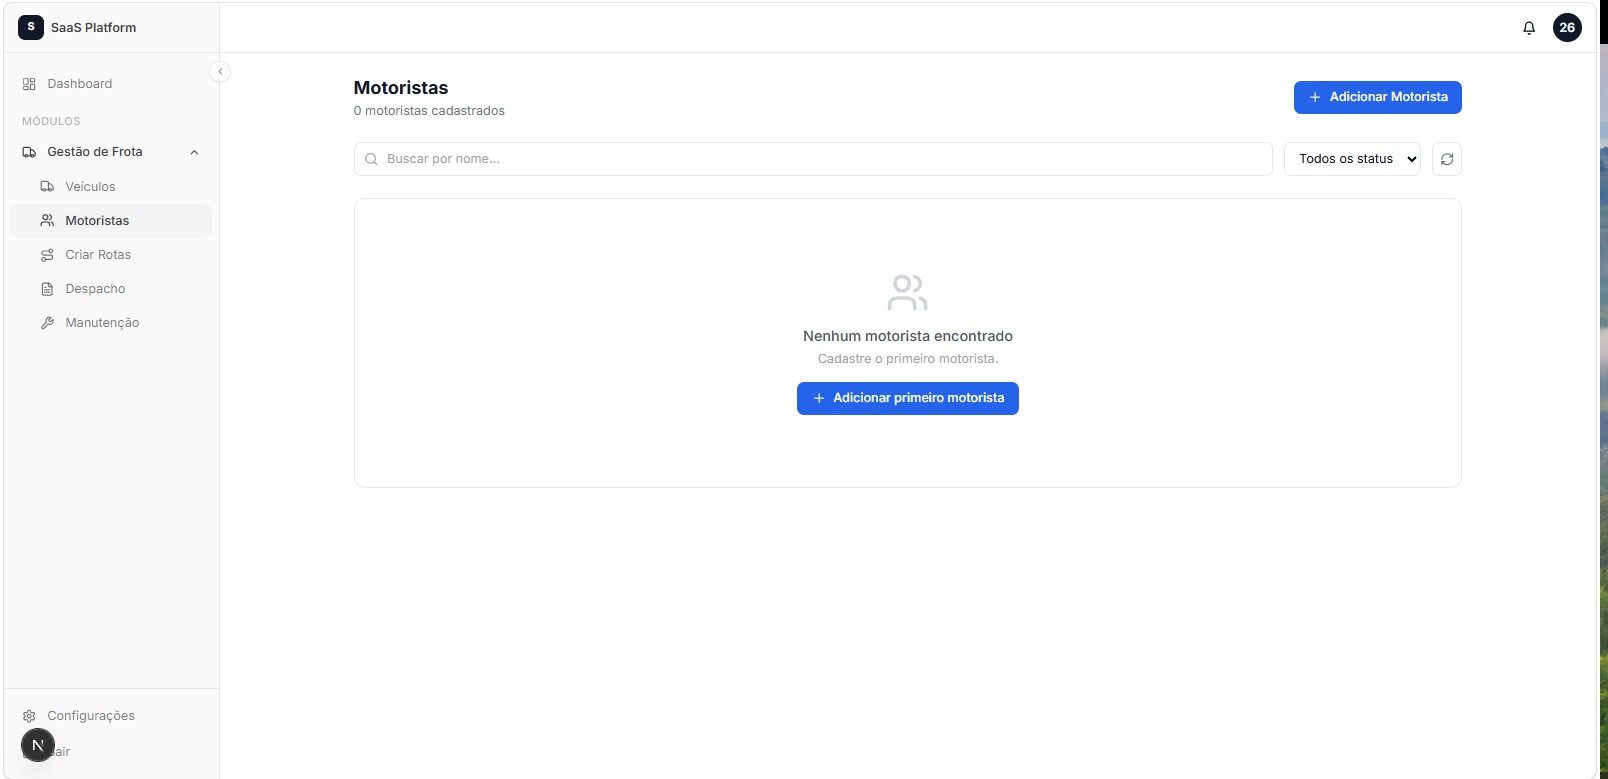 S SaaS Platform
26
Dashboard
MÓDULOS
Gestão de Frota
Veículos
Motoristas
Criar Rotas
Despacho
Manutenção
Configurações
N
Motoristas
0 motoristas cadastrados
Adicionar Motorista
Buscar por nome...
Todos os status
Nenhum motorista encontrado
Cadastre o primeiro motorista.
Adicionar primeiro motorista